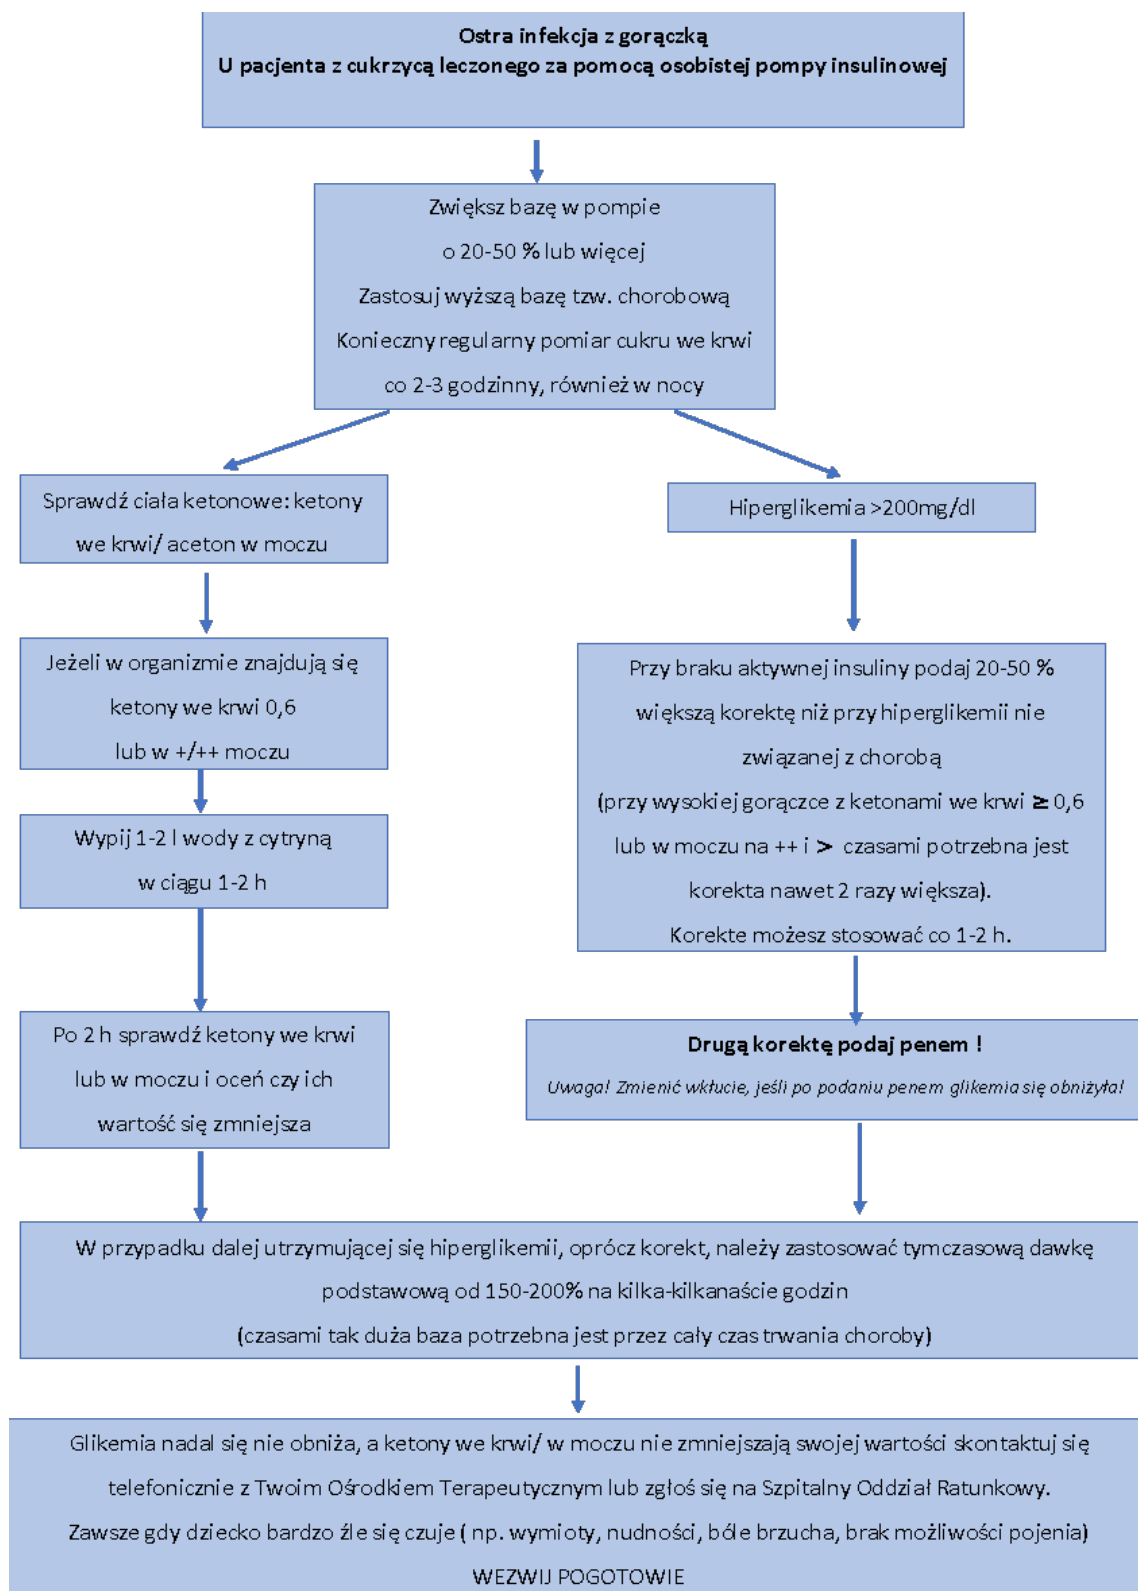 Ostra infekcja z gorączką
U pacjenta z cukrzycą leczonego za pomocą osobistej pompy insulinowej
Zwiększ bazę w pompie
o 20-50 % lub więcej
Zastosuj wyższą bazę tzw. chorobową
Konieczny regularny pomiar cukru we krwi
co 2-3 godzinny, również w nocy
Sprawdź ciała ketonowe: ketony
we krwi/ aceton w moczu
Jeżeli w organizmie znajdują się
ketony we krwi 0,6
lub w +/++ moczu
Wypij 1-2 l wody z cytryną
w ciągu 1-2 h
Po 2 h sprawdź ketony we krwi
lub w moczu i oceń czy ich
wartość się zmniejsza
Hiperglikemia >200mg/dl
Przy braku aktywnej insuliny podaj 20-50 %
większą korektę niż przy hiperglikemii nie
związanej z chorobą
(przy wysokiej gorączce z ketonami we krwi ≥ 0,6
lub w moczu na ++ i > czasami potrzebna jest
korekta nawet 2 razy większa).
Korekte możesz stosować co 1-2 h.
Drugą korektę podaj penem !
Uwaga! Zmienić wkłucie, jeśli po podaniu penem glikemia się obniżyła!
W przypadku dalej utrzymującej się hiperglikemii, oprócz korekt, należy zastosować tymczasową dawkę
podstawową od 150-200% na kilka-kilkanaście godzin
(czasami tak duża baza potrzebna jest przez cały czas trwania choroby)
Glikemia nadal się nie obniża, a ketony we krwi/ w moczu nie zmniejszają swojej wartości skontaktuj się
telefonicznie z Twoim Ośrodkiem Terapeutycznym lub zgłoś się na Szpitalny Oddział Ratunkowy.
Zawsze gdy dziecko bardzo źle się czuje ( np. wymioty, nudności, bóle brzucha, brak możliwości pojenia)
WEZWIJ POGOTOWIE